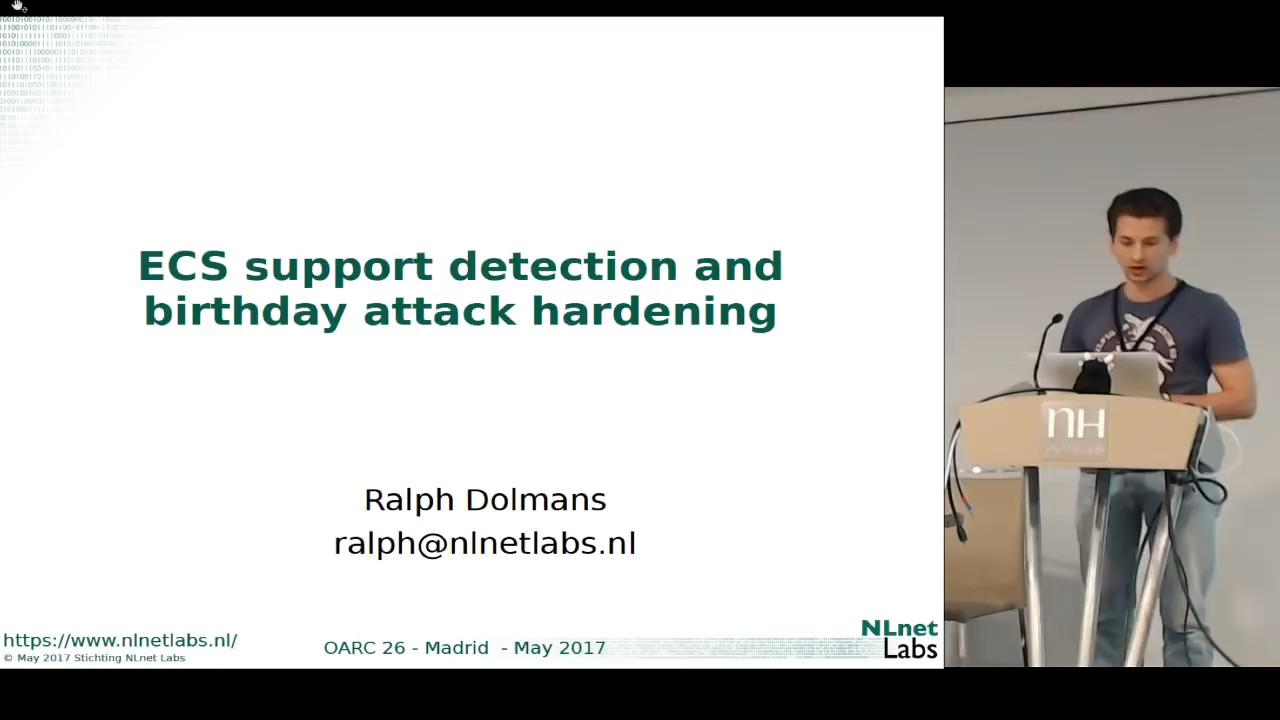 ECS support detection and
birthday attack hardening
Ralph Dolmans
ralph@nlnetlabs.nl
https://www.nlnetlabs.nl/
© May 2017 Stichting NLnet Labs
OARC 26 - Madrid - May 2017
NLnet
Labs
nH